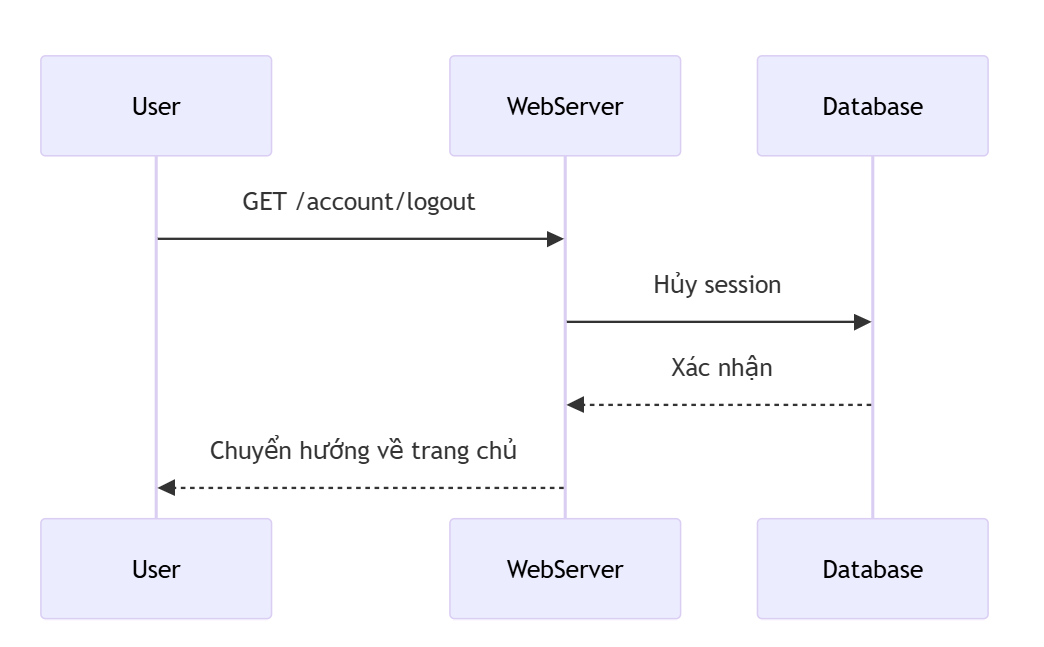 User
WebServer
Database
GET /account/logout
Hủy session
Xác nhận
Chuyển hướng về trang chủ
User
WebServer
Database